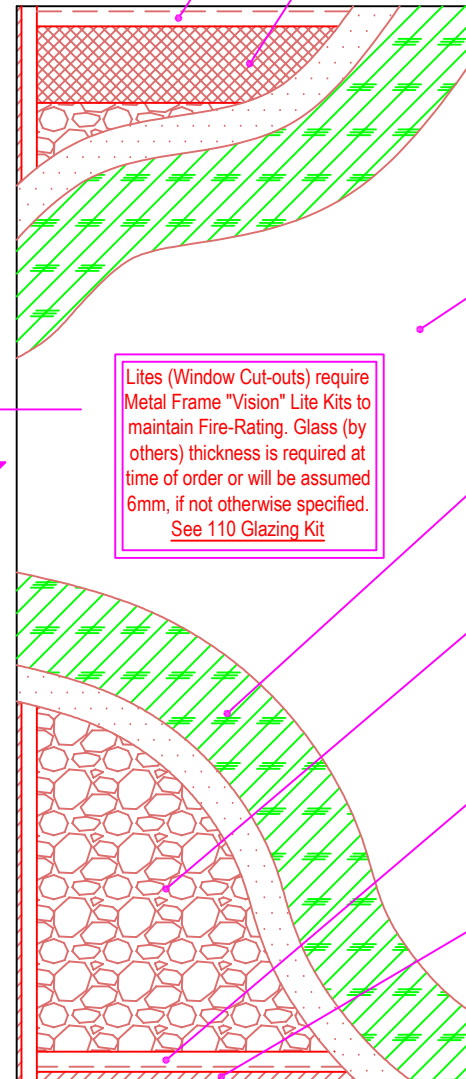 Lites (Window Cut-outs) require
Metal Frame "Vision" Lite Kits to
maintain Fire-Rating. Glass (by
others) thickness is required at
time of order or will be assumed
6mm, if not otherwise specified.
See 110 Glazing Kit